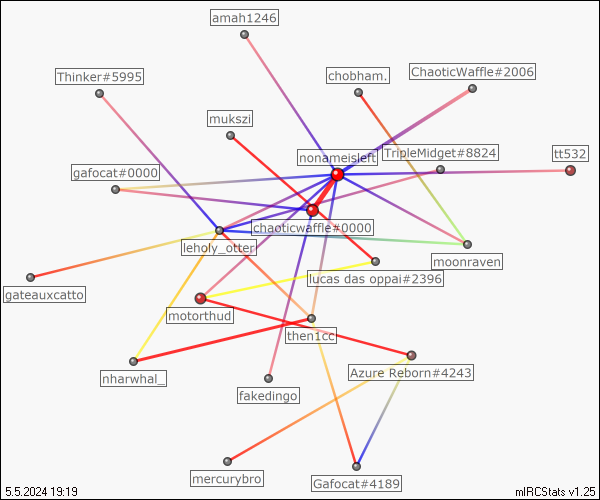 amah1246
Thinker#5995
chobham.
ChaoticWaffle#2006
mukszi
nonameisleft
TripleMidget#8824
tt532
gafocat#0000
chaoticwaffle#0000
leholy_otter
moonraven
lucas das oppai#2396
gateauxcatto
motorthud
then1cc
nharwhal_
Azure Reborn#4243
fakedingo
mercurybro
Gafocat#4189
5.5.2024 19:19
mIRCStats v1.25